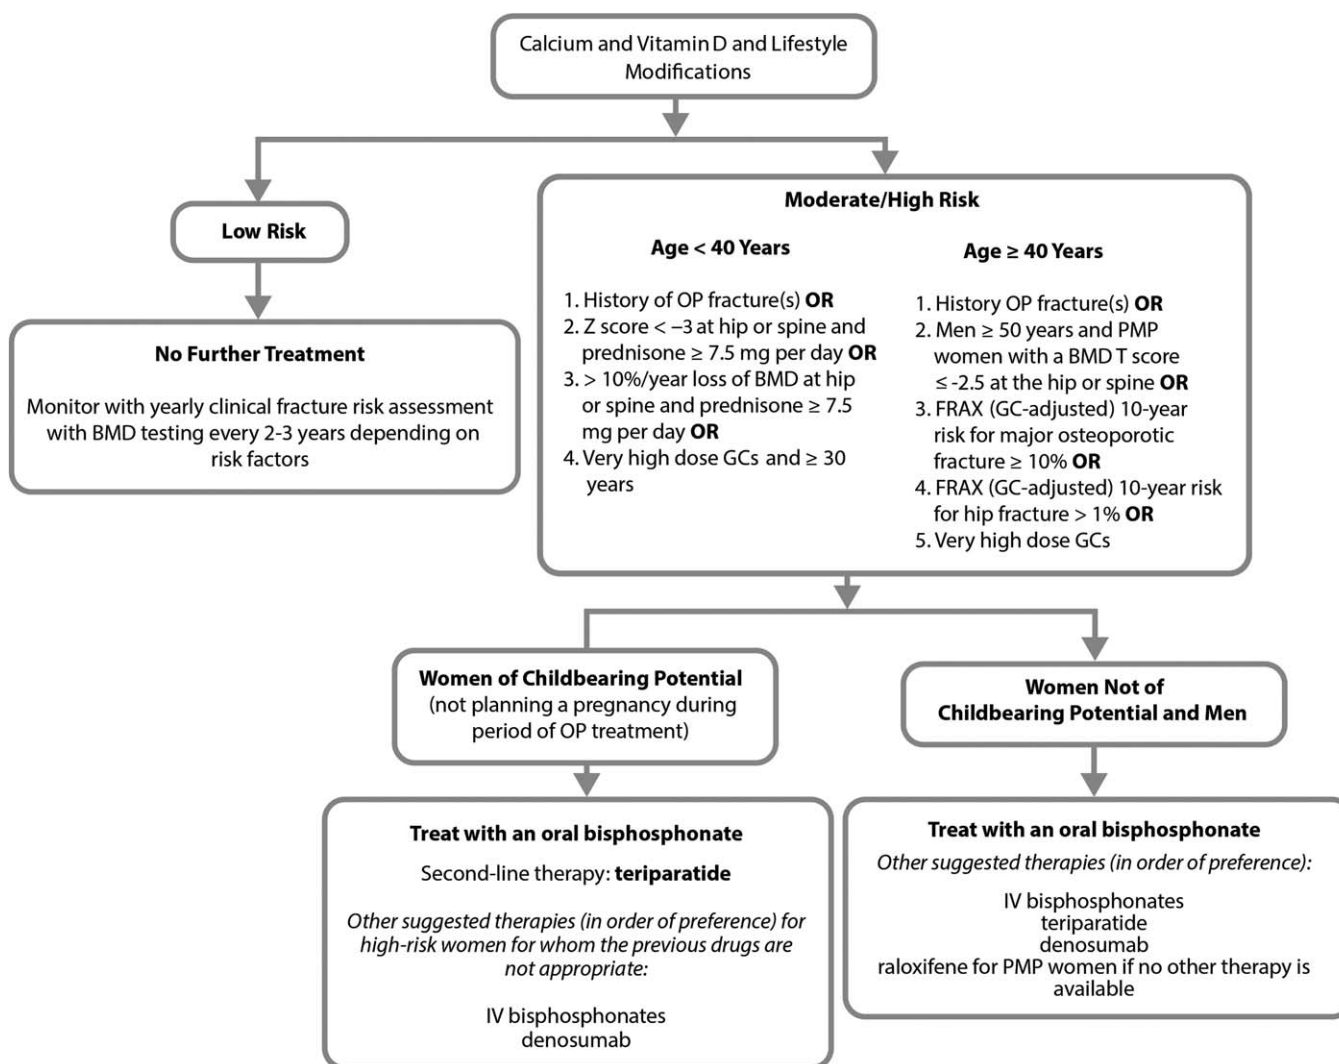 Calcium and Vitamin D and Lifestyle
Modifications
Low Risk
No Further Treatment
Monitor with yearly clinical fracture risk assessment
with BMD testing every 2-3 years depending on
risk factors
Moderate/High Risk
Age < 40 Years
1. History of OP fracture(s) OR
2. Z score < –3 at hip or spine and
prednisone ≥ 7.5 mg per day OR
3. > 10%/year loss of BMD at hip
or spine and prednisone ≥ 7.5
mg per day OR
4. Very high dose GCs and ≥ 30
years
Age ≥ 40 Years
1. History OP fracture(s) OR
2. Men ≥ 50 years and PMP
women with a BMD T score
≤ -2.5 at the hip or spine OR
3. FRAX (GC-adjusted) 10-year
risk for major osteoporotic
fracture ≥ 10% OR
4. FRAX (GC-adjusted) 10-year risk
for hip fracture > 1% OR
5. Very high dose GCs
Women of Childbearing Potential
(not planning a pregnancy during
period of OP treatment)
Treat with an oral bisphosphonate
Second-line therapy: teriparatide
Other suggested therapies (in order of preference) for
high-risk women for whom the previous drugs are
not appropriate:
IV bisphosphonates
denosumab
Women Not of
Childbearing Potential and Men
Treat with an oral bisphosphonate
Other suggested therapies (in order of preference):
IV bisphosphonates
teriparatide
denosumab
raloxifene for PMP women if no other therapy is
available